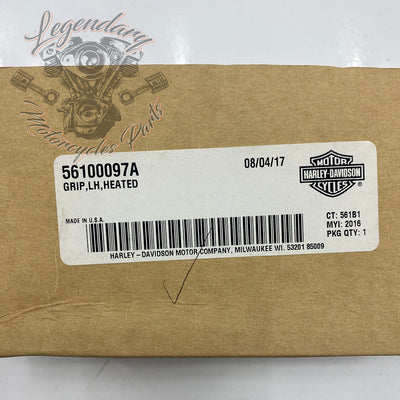 Legendary
Motorcycles Parts
56100097A
08/04/17
GRIP,LH,HEATED
MOTOR
HARLEY-DAVIDSON
CYCLES
MADE IN U.S.A.
CT: 561B1
MYI: 2016
PKG QTY: 1
HARLEY – DAVIDSON MOTOR COMPANY, MILWAUKEE WI. 53201 85009